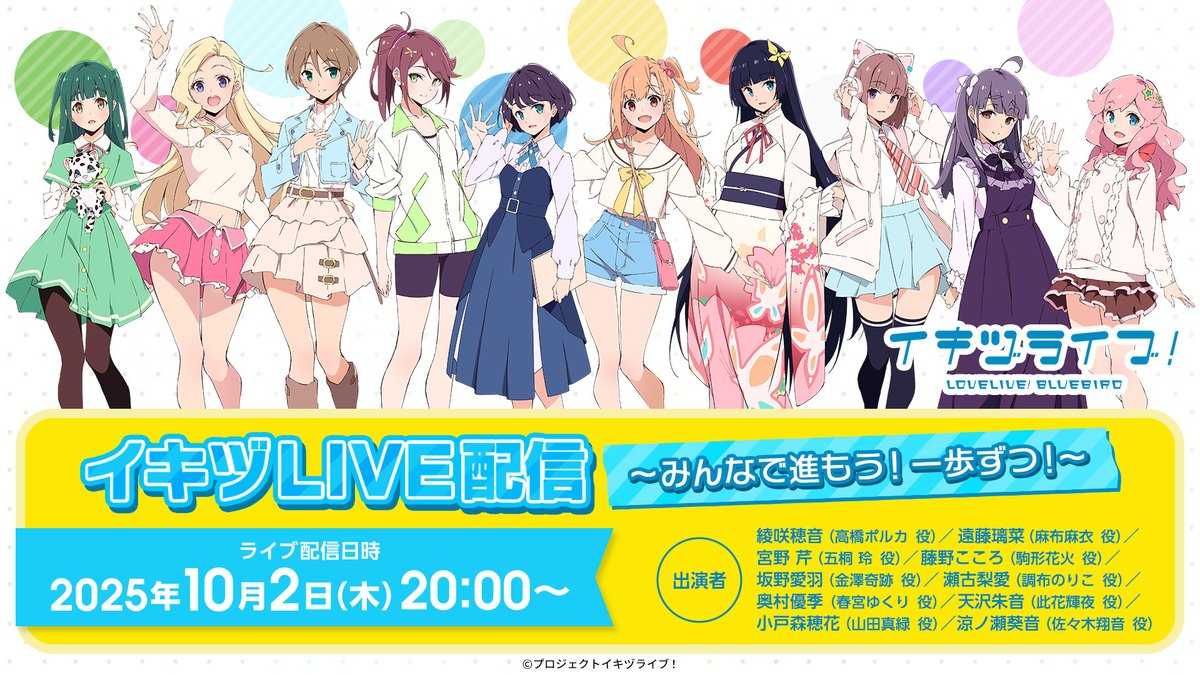 イキヅライブ!
LOVELIVE! BLUEBIRD
イキヅLIVE配信
～みんなで進もう!一歩ずつ!～
ライブ配信日時
2025年10月2日(木) 20:00～
出演者
綾咲穂音(高橋ポルカ 役)／遠藤璃菜(麻布麻衣 役)／
宮野 芹(五桐 玲 役)／藤野こころ(駒形花火 役)／
坂野愛羽(金澤奇跡 役)／瀬古梨愛(調布のりこ 役)／
奥村優季(春宮ゆくり 役)／天沢朱音(此花輝夜 役)／
小戸森穂花(山田真緑 役)／涼ノ瀬葵音(佐々木翔音 役)
©プロジェクトイキヅライブ！